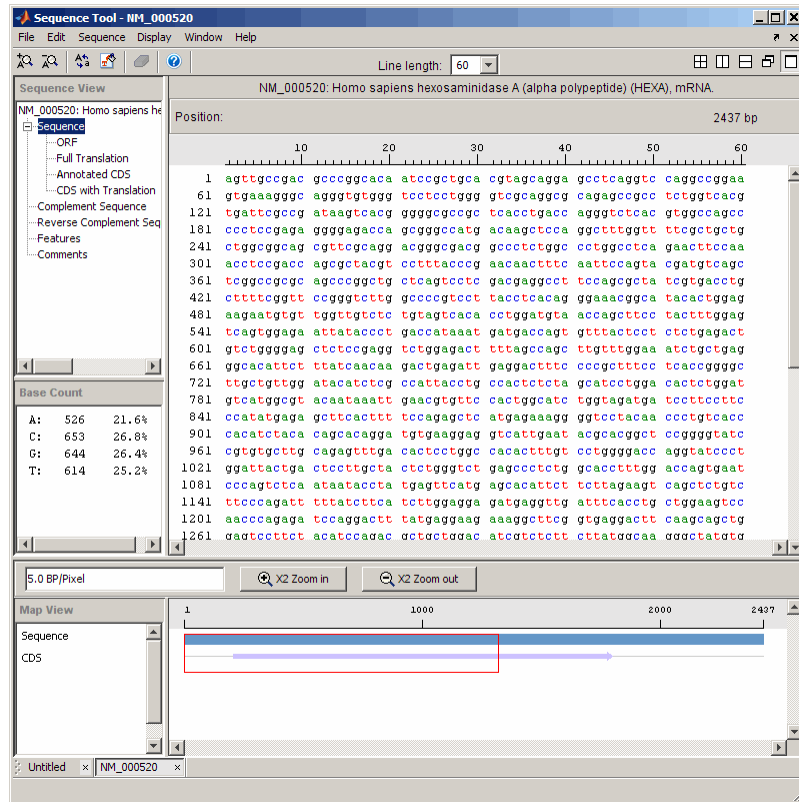 Sequence Tool - NM_000520
File Edit Sequence Display Window Help
Line length: 60
Sequence View
NM_000520: Homo sapiens he
Sequence
ORF
Full Translation
Annotated CDS
CDS with Translation
Complement Sequence
Reverse Complement Seq
Features
Comments
Base Count
A: 526 21.6%
C: 653 26.8%
G: 644 26.4%
T: 614 25.2%
NM_000520: Homo sapiens hexosaminidase A (alpha polypeptide) (HEXA), mRNA.
Position: 2437 bp
10 20 30 40 50 60
1 agttgccgac gcccggcaca atccgctgca cgtagcagga gcctcaggtc caggccggaa
61 gtgaaagggc agggtgtggg tcctcctggg gtcgcaggcg cagagccgcc tctggtcacg
121 tgattcgccg ataagtcacg ggggcgccgc tcacctgacc agggtctcac gtggccagcc
181 ccctccgaga ggggagacca gcgggccatg acaagctcca ggctttggtt ttcgctgctg
241 ctggcggcag cgttcgcagg acgggcgacg gccctctggc cctggcctca gaacttccaa
301 acctccgacc agcgctacgt cctttacccg aacaactttc aattccagta cgatgtcagc
361 tcggccgcgc agcccggctg ctcagtcctc gacgaggcct tccagcgcta tcgtgacctg
421 cttttcggtt ccgggtcttg gccccgtcct tacctcacag ggaaacggca tacactggag
481 aagaatgtgt tggttgtctc tgtagtcaca cctggatgta accagcttcc tactttggag
541 tcagtggaga attataccct gaccataaat gatgaccagt gtttactcct ctctgagact
601 gtctggggag ctctccgagg tctggagact tttagccagc ttgtttggaa atctgctgag
661 ggcacattct ttatcaacaa gactgagatt gaggactttc cccgctttcc tcaccggggc
721 ttgctgttgg atacatctcg ccattacctg ccactctcta gcatcctgga cactctggat
781 gtcatggcgt acaataaatt gaacgtgttc cactggcatc tggtagatga tccttccttc
841 ccatatgaga gcttcacttt tccagagctc atgagaaagg ggtcctacaa ccctgtcacc
901 cacatctaca cagcacagga tgtgaaggag gtcattgaat acgcacggct ccggggtatc
961 cgtgtgcttg cagagtttga cactcctggc cacactttgt cctggggacc aggtatccct
1021 ggattactga ctccttgcta ctctgggtct gagccctctg gcacctttgg accagtgaat
1081 cccagtctca ataataccta tgagttcatg agcacattct tcttagaagt cagctctgtc
1141 ttcccagatt tttatcttca tcttggagga gatgaggttg atttcacctg ctggaagtcc
1201 aacccagaga tccaggactt tatgaggaag aaaggcttcg gtgaggactt caagcagctg
1261 gagtccttct acatccagac gctgctggac atcgtctctt cttatggcaa gggctatgtg
5.0 BP/Pixel X2 Zoom in X2 Zoom out
Map View
Sequence
CDS
1 1000 2000 2437
Untitled × NM_000520 ×